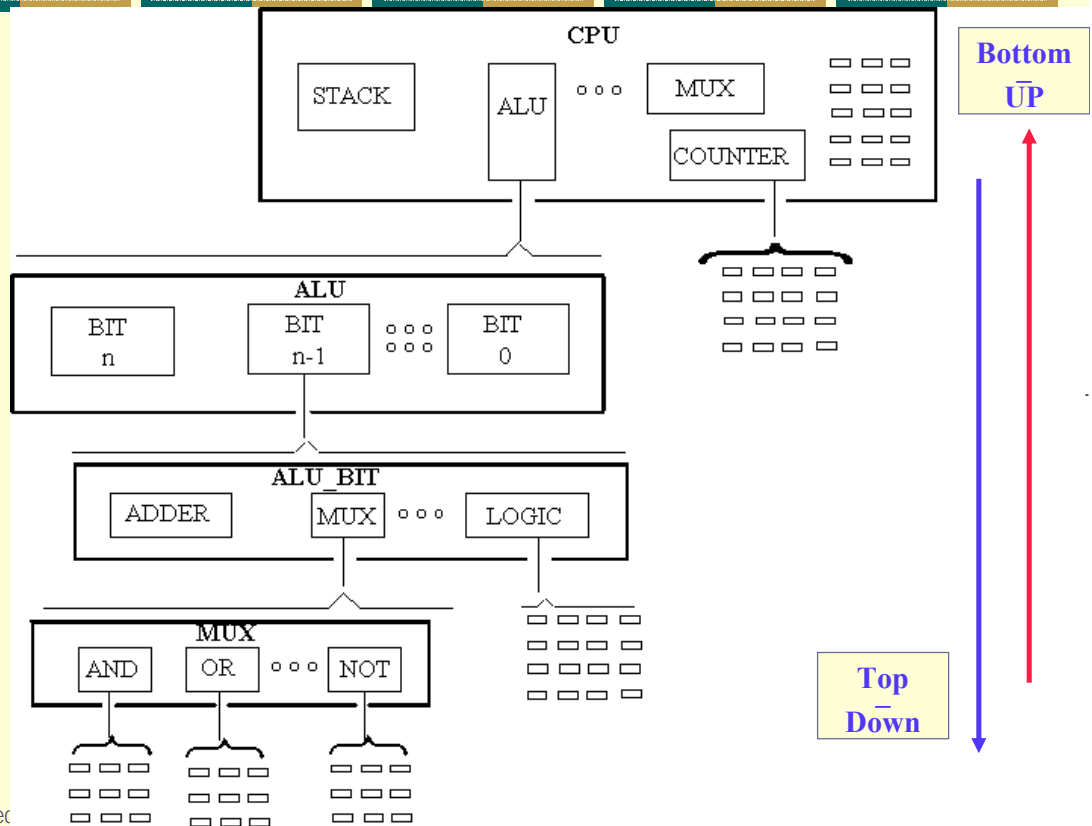 CPU
STACK
ALU
MUX
COUNTER
Bottom
–
UP
ALU
BIT
n
BIT
n-1
BIT
0
ALU_BIT
ADDER
MUX
LOGIC
MUX
AND
OR
NOT
Top
–
Down